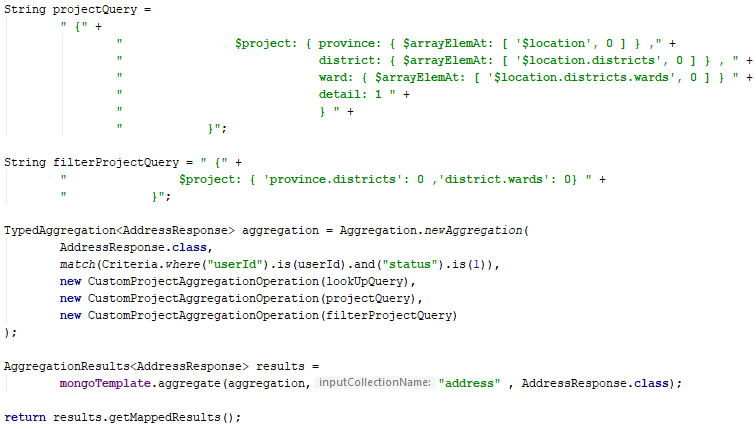 String projectQuery =
        " {" +
                "                $project: { province: { $arrayElemAt: [ '$location', 0 ] } ," +
                "                            district: { $arrayElemAt: [ '$location.districts', 0 ] } , " +
                "                            ward: { $arrayElemAt: [ '$location.districts.wards', 0 ] } " +
                "                            detail: 1 " +
                "                            } " +
                "            }";
String filterProjectQuery = " {" +
        "                $project: { 'province.districts': 0 ,'district.wards': 0} " +
        "            }";
TypedAggregation<AddressResponse> aggregation = Aggregation.newAggregation(
        AddressResponse.class,
        match(Criteria.where("userId").is(userId).and("status").is(1)),
        new CustomProjectAggregationOperation(lookUpQuery),
        new CustomProjectAggregationOperation(projectQuery),
        new CustomProjectAggregationOperation(filterProjectQuery)
);
AggregationResults<AddressResponse> results =
        mongoTemplate.aggregate(aggregation, inputCollectionName: "address" , AddressResponse.class);
return results.getMappedResults();